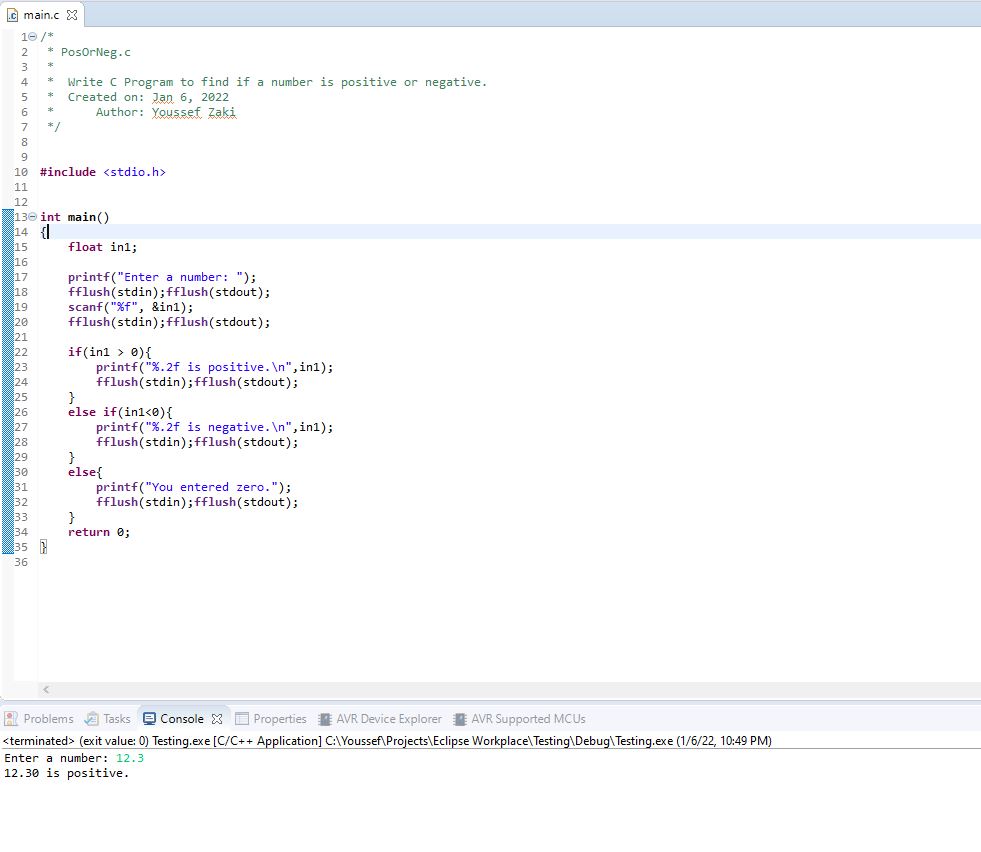 main.c
1 /*
2  * PosOrNeg.c
3  *
4  *  Write C Program to find if a number is positive or negative.
5  *  Created on: Jan 6, 2022
6  *      Author: Youssef Zaki
7  */
8
9
10 #include <stdio.h>
11
12
13 int main()
14 {
15     float in1;
16
17     printf("Enter a number: ");
18     fflush(stdin);fflush(stdout);
19     scanf("%f", &in1);
20     fflush(stdin);fflush(stdout);
21
22     if(in1 > 0){
23         printf("%.2f is positive.\n",in1);
24         fflush(stdin);fflush(stdout);
25     }
26     else if(in1<0){
27         printf("%.2f is negative.\n",in1);
28         fflush(stdin);fflush(stdout);
29     }
30     else{
31         printf("You entered zero.");
32         fflush(stdin);fflush(stdout);
33     }
34     return 0;
35 }
36
Problems Tasks Console Properties AVR Device Explorer AVR Supported MCUs
<terminated> (exit value: 0) Testing.exe [C/C++ Application] C:\Youssef\Projects\Eclipse Workplace\Testing\Debug\Testing.exe (1/6/22, 10:49 PM)
Enter a number: 12.3
12.30 is positive.